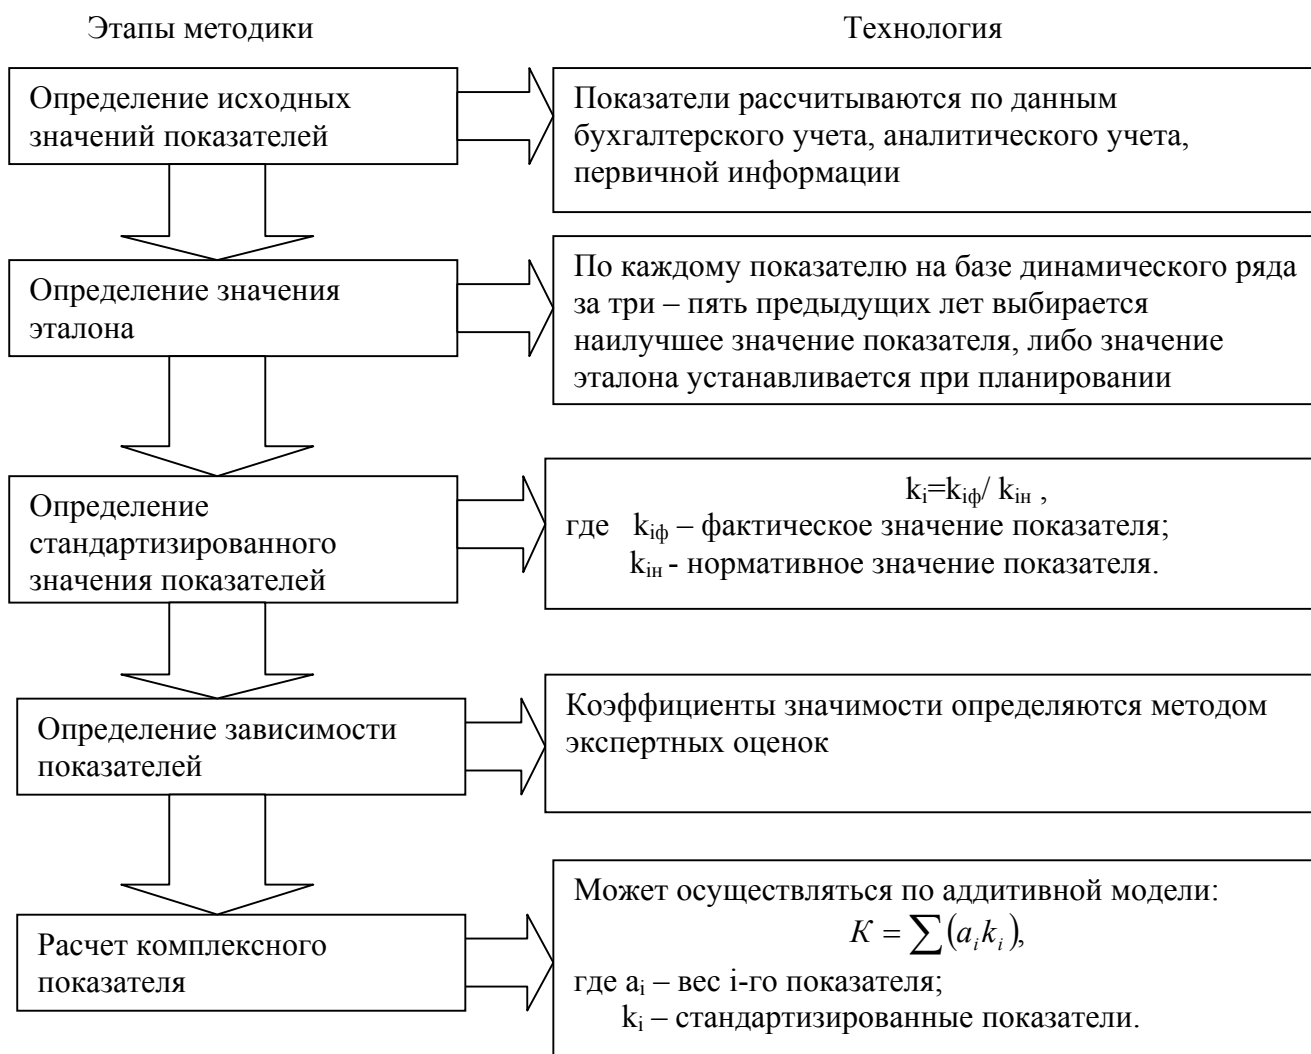 Этапы методики
Технология
Определение исходных
значений показателей
Показатели рассчитываются по данным
бухгалтерского учета, аналитического учета,
первичной информации
Определение значения
эталона
По каждому показателю на базе динамического ряда
за три – пять предыдущих лет выбирается
наилучшее значение показателя, либо значение
эталона устанавливается при планировании
Определение
стандартизированного
значения показателей
kᵢ=kᵢф/ kᵢн ,
где kᵢф – фактическое значение показателя;
kᵢн - нормативное значение показателя.
Определение зависимости
показателей
Коэффициенты значимости определяются методом
экспертных оценок
Расчет комплексного
показателя
Может осуществляться по аддитивной модели:
K = ∑(aᵢkᵢ),
где aᵢ – вес i-го показателя;
kᵢ – стандартизированные показатели.